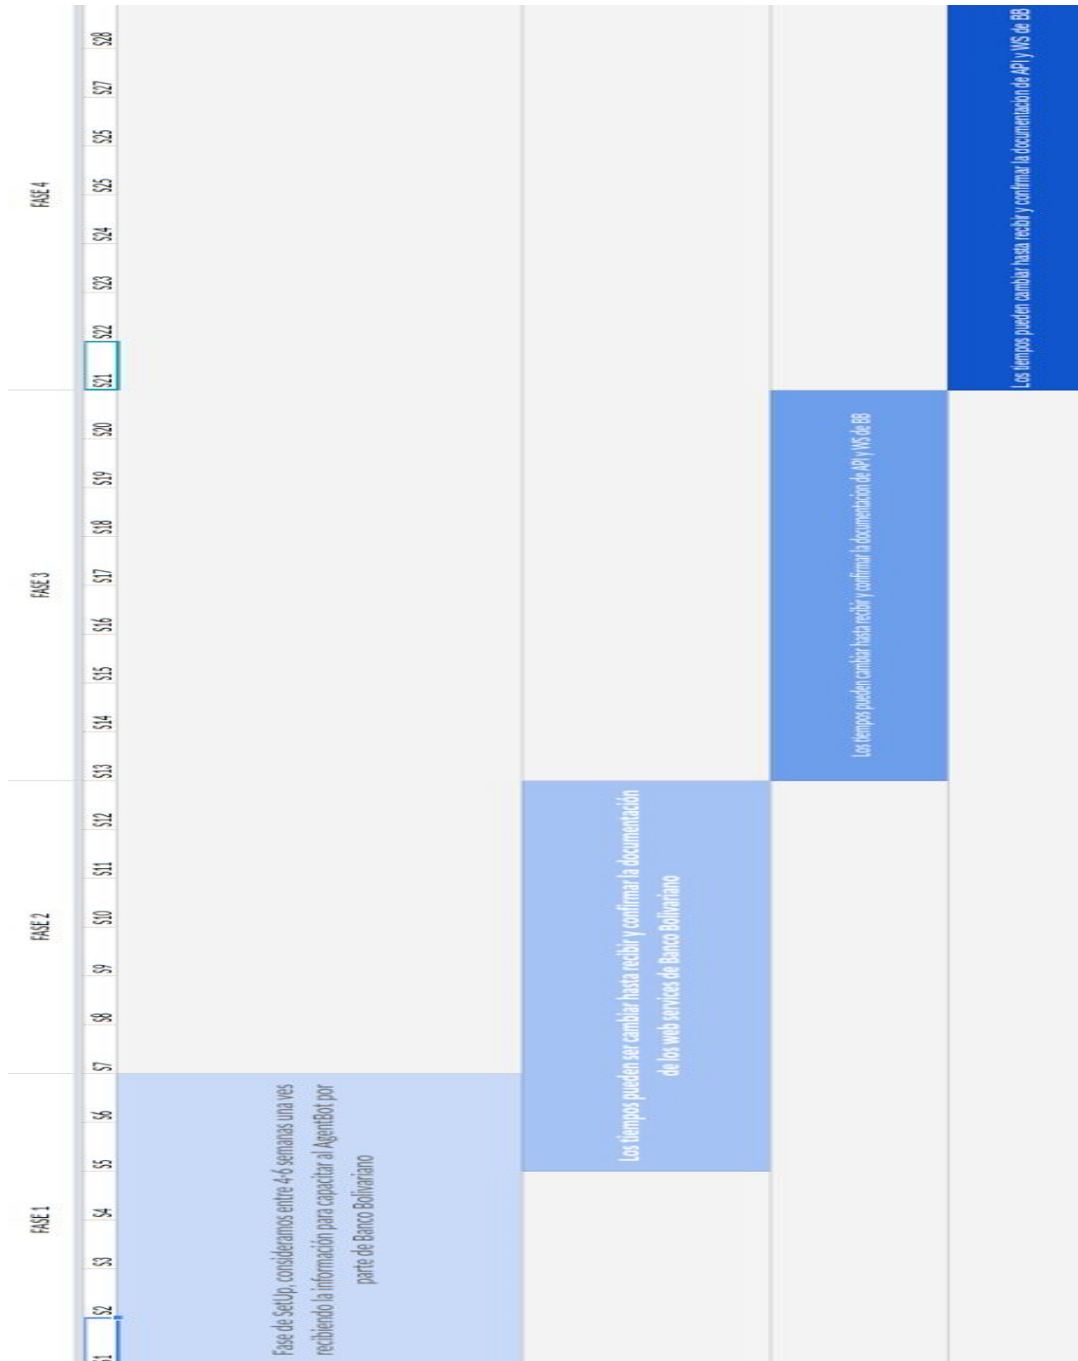 FASE 1 FASE 2 FASE 3 FASE 4
S1 S2 S3 S4 S5 S6 S7 S8 S9 S10 S11 S12 S13 S14 S15 S16 S17 S18 S19 S20 S21 S22 S23 S24 S25 S25 S27 S28
Fase de SetUp, consideramos entre 4-6 semanas una ves
recibiendo la información para capacitar al AgentBot por
parte de Banco Bolivariano
Los tiempos pueden ser cambiar hasta recibir y confirmar la documentación
de los web services de Banco Bolivariano
Los tiempos pueden cambiar hasta recibir y confirmar la documentacion de API y WS de BB
Los tiempos pueden cambiar hasta recibir y confirmar la documentacion de API y WS de BB